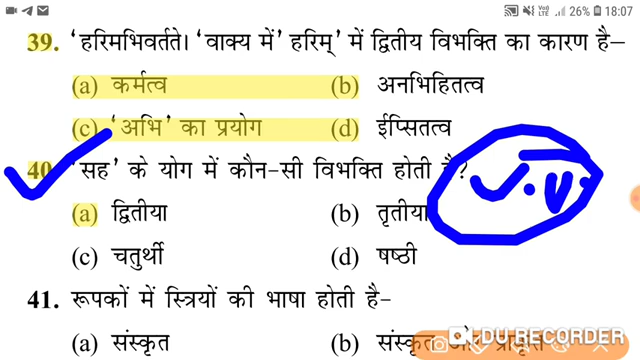 26% 18:07
39. ‘हरिमभिवर्तते। ‘वाक्य में’ हरिम्’ में द्वितीय विभक्ति का कारण है–
(a) कर्मत्व (b) अनभिहितत्व
(c) ‘अभि’ का प्रयोग (d) ईप्सितत्व
40. ‘सह’ के योग में कौन-सी विभक्ति होती है?
(a) द्वितीया (b) तृतीया
(c) चतुर्थी (d) षष्ठी
41. रूपकों में स्त्रियों की भाषा होती है-
(a) संस्कृत (b) संस्कृत और
DU RECORDER